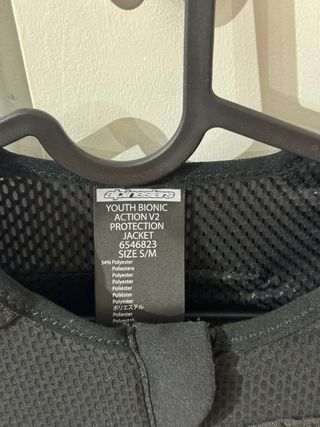 alpinestars
YOUTH BIONIC
ACTION V2
PROTECTION
JACKET
6546823
SIZE S/M
34% Polyester
Poliestere
Polyester
Polyester
Poliéster
Poliéster
ポリエステル
Polyester